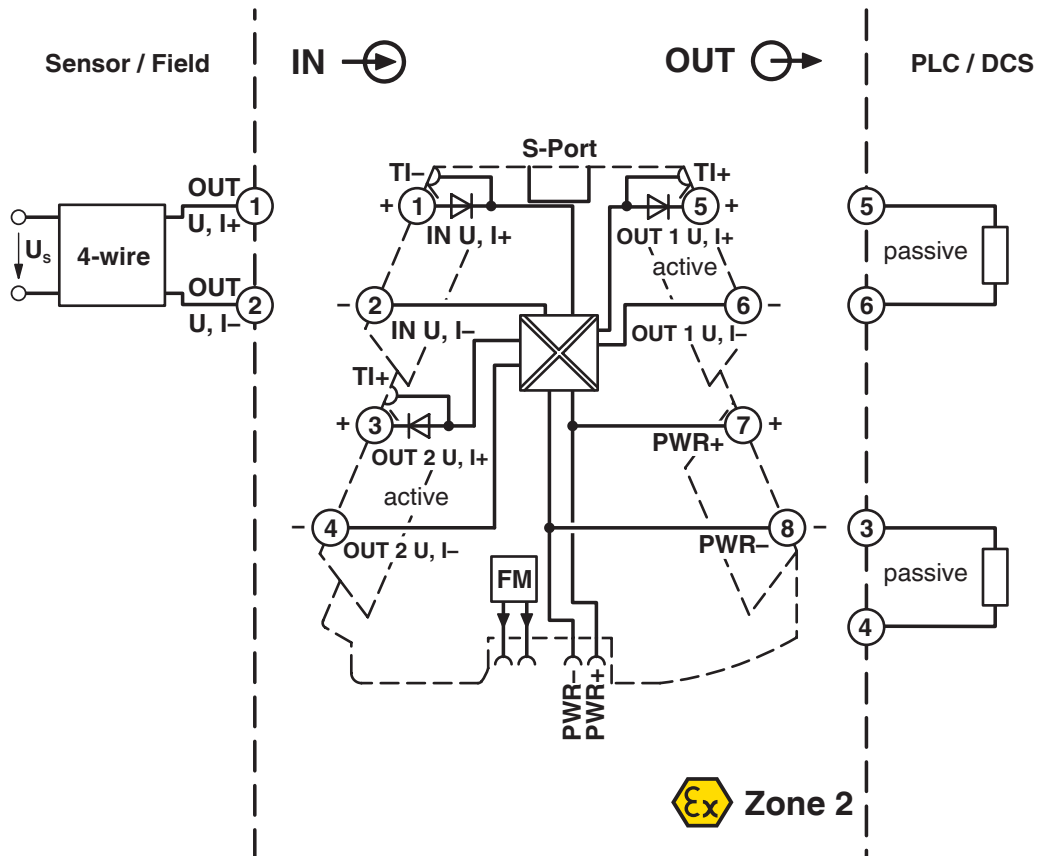 Sensor / Field
IN
OUT
PLC / DCS
S-Port
TI–
TI+
OUT
1
U, I+
Us
4-wire
OUT
2
U, I–
+ 1
IN U, I+
5 +
OUT 1 U, I+
active
– 2
IN U, I–
6 –
OUT 1 U, I–
TI+
+ 3
OUT 2 U, I+
active
7 +
PWR+
– 4
OUT 2 U, I–
8 –
PWR–
FM
PWR–
PWR+
5
passive
6
3
passive
4
Ex Zone 2